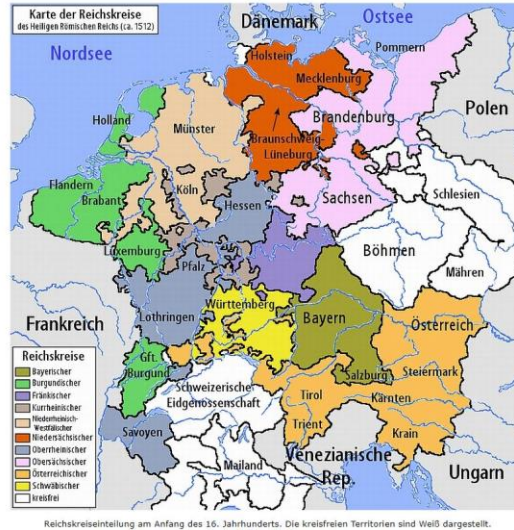 Karte der Reichskreise
des Heiligen Römischen Reichs (ca. 1512)
Dänemark
Ostsee
Nordsee
Holstein
Pommern
Mecklenburg
Holland
Münster
Brandenburg
Polen
Braunschweig-
Lüneburg
Flandern
Brabant
Köln
Hessen
Sachsen
Schlesien
Luxemburg
Böhmen
Pfalz
Mähren
Frankreich
Lothringen
Württemberg
Bayern
Österreich
Reichskreise
Bayerischer
Burgundischer
Fränkischer
Kurrheinischer
Niederrheinisch-
Westfälischer
Niedersächsischer
Oberrheinischer
Obersächsischer
Österreichischer
Schwäbischer
kreisfrei
Gft.
Burgund
Salzburg
Steiermark
Schweizerische
Eidgenossenschaft
Tirol
Kärnten
Trient
Krain
Savoyen
Mailand
Venezianische
Rep.
Ungarn
Reichskreiseinteilung am Anfang des 16. Jahrhunderts. Die kreisfreien Territorien sind Weiß dargestellt.